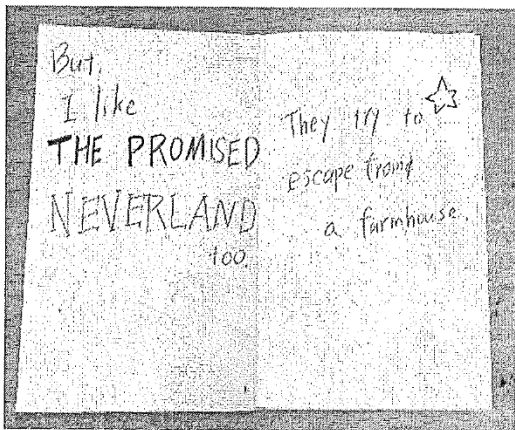 But,
I like
THE PROMISED
NEVERLAND
too.
They try to
escape from
a farmhouse.